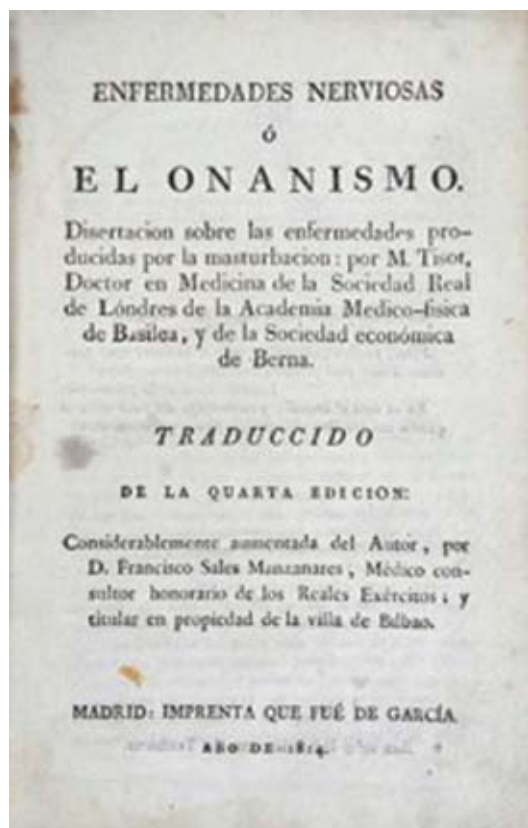 ENFERMEDADES NERVIOSAS
ó
EL ONANISMO.
Disertacion sobre las enfermedades pro-
ducidas por la masturbacion: por M. Tisot,
Doctor en Medicina de la Sociedad Real
de Lóndres de la Academia Medico-fisica
de Basilea, y de la Sociedad económica
de Berna.
TRADUCCIDO
DE LA QUARTA EDICION:
Considerablemente aumentada del Autor, por
D. Francisco Sales Manzanares, Médico con-
sultor honorario de los Reales Exércitos, y
titular en propiedad de la villa de Bilbao.
MADRID: IMPRENTA QUE FUÉ DE GARCÍA.
AÑO DE 1814.